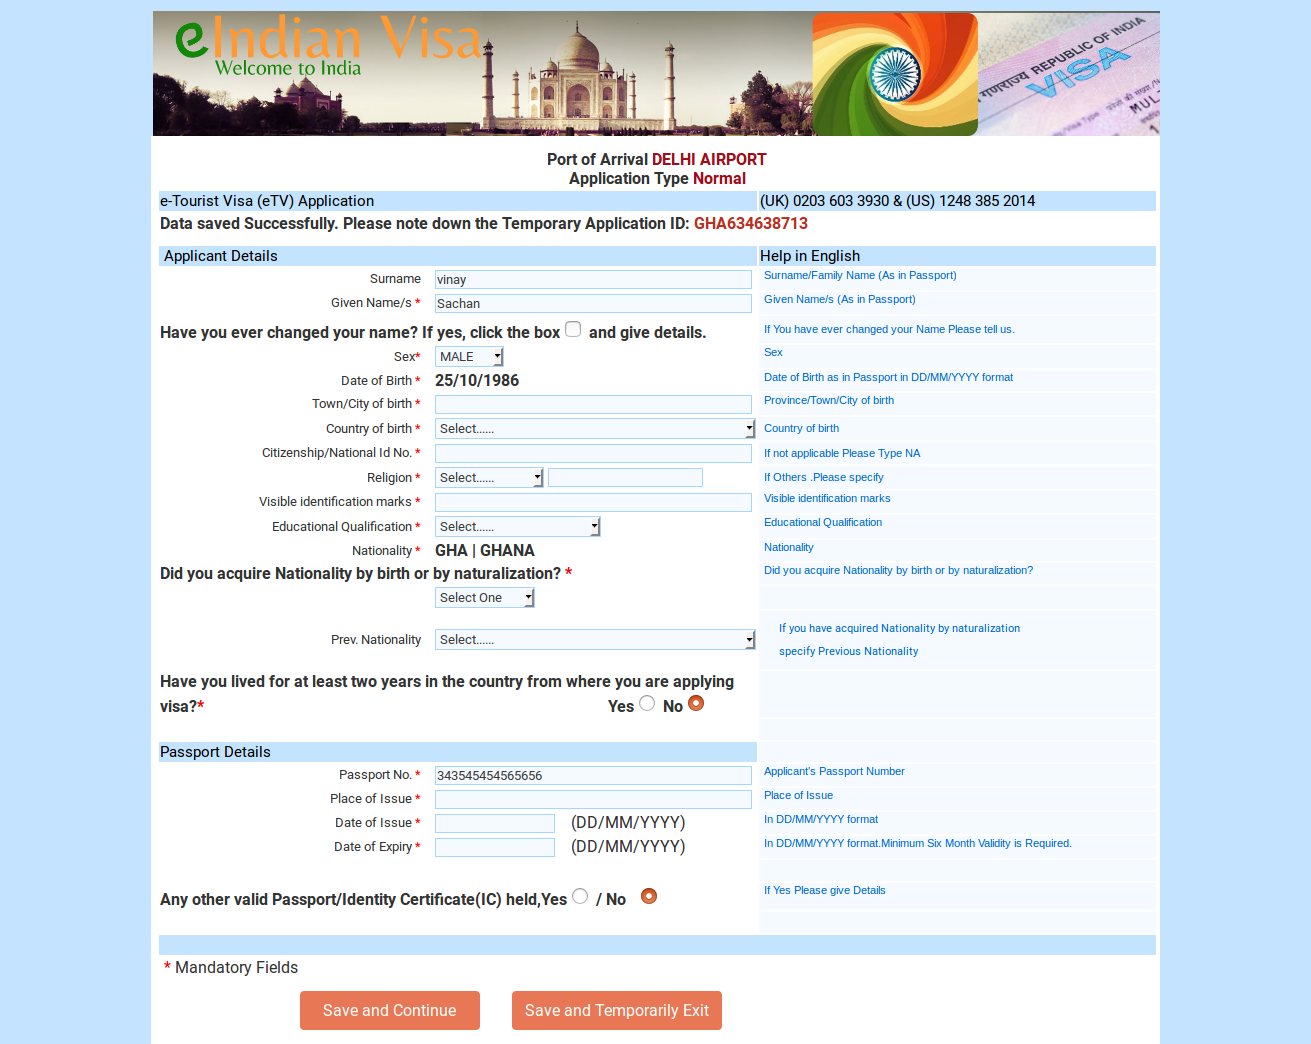 eIndian Visa
Welcome to India
REPUBLIC OF INDIA
गणराज्य
VISA
Port of Arrival DELHI AIRPORT
Application Type Normal
e-Tourist Visa (eTV) Application (UK) 0203 603 3930 & (US) 1248 385 2014
Data saved Successfully. Please note down the Temporary Application ID: GHA634638713
Applicant Details Help in English
Surname vinay Surname/Family Name (As in Passport)
Given Name/s * Sachan Given Name/s (As in Passport)
Have you ever changed your name? If yes, click the box and give details. If You have ever changed your Name Please tell us.
Sex* MALE Sex
Date of Birth * 25/10/1986 Date of Birth as in Passport in DD/MM/YYYY format
Town/City of birth * Province/Town/City of birth
Country of birth * Select...... Country of birth
Citizenship/National Id No. * If not applicable Please Type NA
Religion * Select...... If Others .Please specify
Visible identification marks * Visible identification marks
Educational Qualification * Select...... Educational Qualification
Nationality * GHA | GHANA Nationality
Did you acquire Nationality by birth or by naturalization? * Did you acquire Nationality by birth or by naturalization?
Select One
Prev. Nationality Select...... If you have acquired Nationality by naturalization
specify Previous Nationality
Have you lived for at least two years in the country from where you are applying
visa?* Yes No
Passport Details
Passport No. * 343545454565656 Applicant's Passport Number
Place of Issue * Place of Issue
Date of Issue * (DD/MM/YYYY) In DD/MM/YYYY format
Date of Expiry * (DD/MM/YYYY) In DD/MM/YYYY format.Minimum Six Month Validity is Required.
Any other valid Passport/Identity Certificate(IC) held,Yes / No If Yes Please give Details
* Mandatory Fields
Save and Continue Save and Temporarily Exit